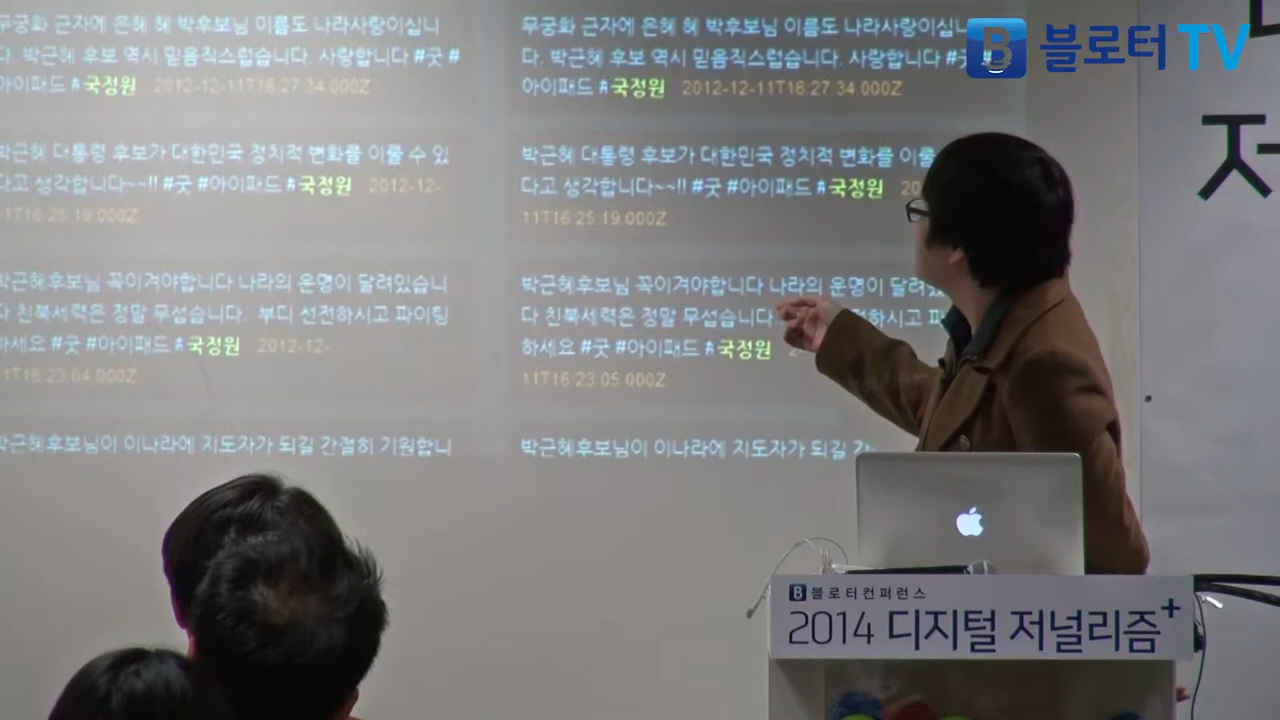 무궁화 근자에 은혜 혜 박후보님 이름도 나라사랑이십니
다. 박근혜 후보 역시 믿음직스럽습니다. 사랑합니다 #굿 #
아이패드 #국정원 2012-12-11T16:27:34.000Z
박근혜 대통령 후보가 대한민국 정치적 변화를 이룰 수 있
다고 생각합니다~~!! #굿 #아이패드 #국정원 2012-12-
11T16:25:19.000Z
박근혜후보님 꼭이겨야합니다 나라의 운명이 달려있습니
다 친북세력은 정말 무섭습니다. 부디 선전하시고 파이팅
하세요 #굿 #아이패드 #국정원 2012-12-
11T16:23:04.000Z
박근혜후보님이 이나라에 지도자가 되길 간절히 기원합니
무궁화 근자에 은혜 혜 박후보님 이름도 나라사랑이십니
다. 박근혜 후보 역시 믿음직스럽습니다. 사랑합니다 #굿
아이패드 #국정원 2012-12-11T16:27:34.000Z
박근혜 대통령 후보가 대한민국 정치적 변화를 이룰
다고 생각합니다~~!! #굿 #아이패드 #국정원 20
11T16:25:19.000Z
박근혜후보님 꼭이겨야합니다 나라의 운명이 달려있
다 친북세력은 정말 무섭습니다 선전하시고 파
하세요 #굿 #아이패드 #국정원 2
11T16:23:05.000Z
박근혜후보님이 이나라에 지도자가 되길 간
B 블로터 TV
저
B 블로터컨퍼런스
2014 디지털 저널리즘+